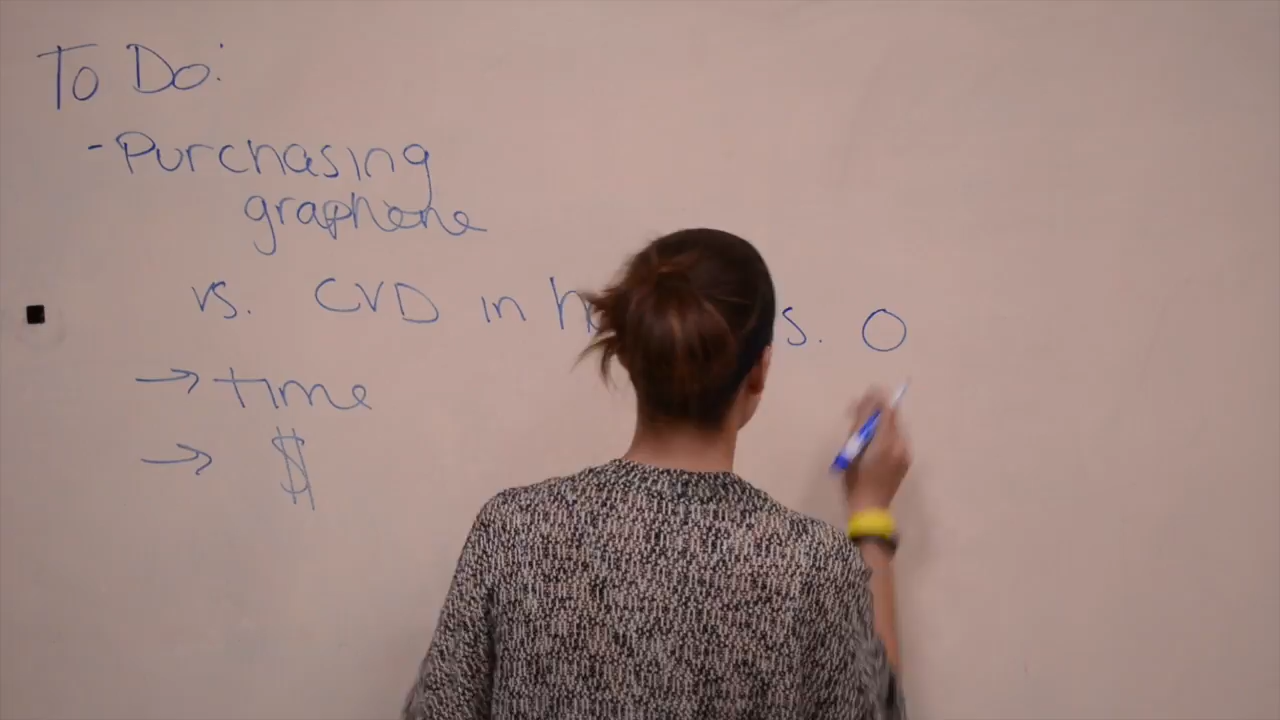 To Do:
- Purchasing
graphene
vs. CVD in s. O
→ time
→ $